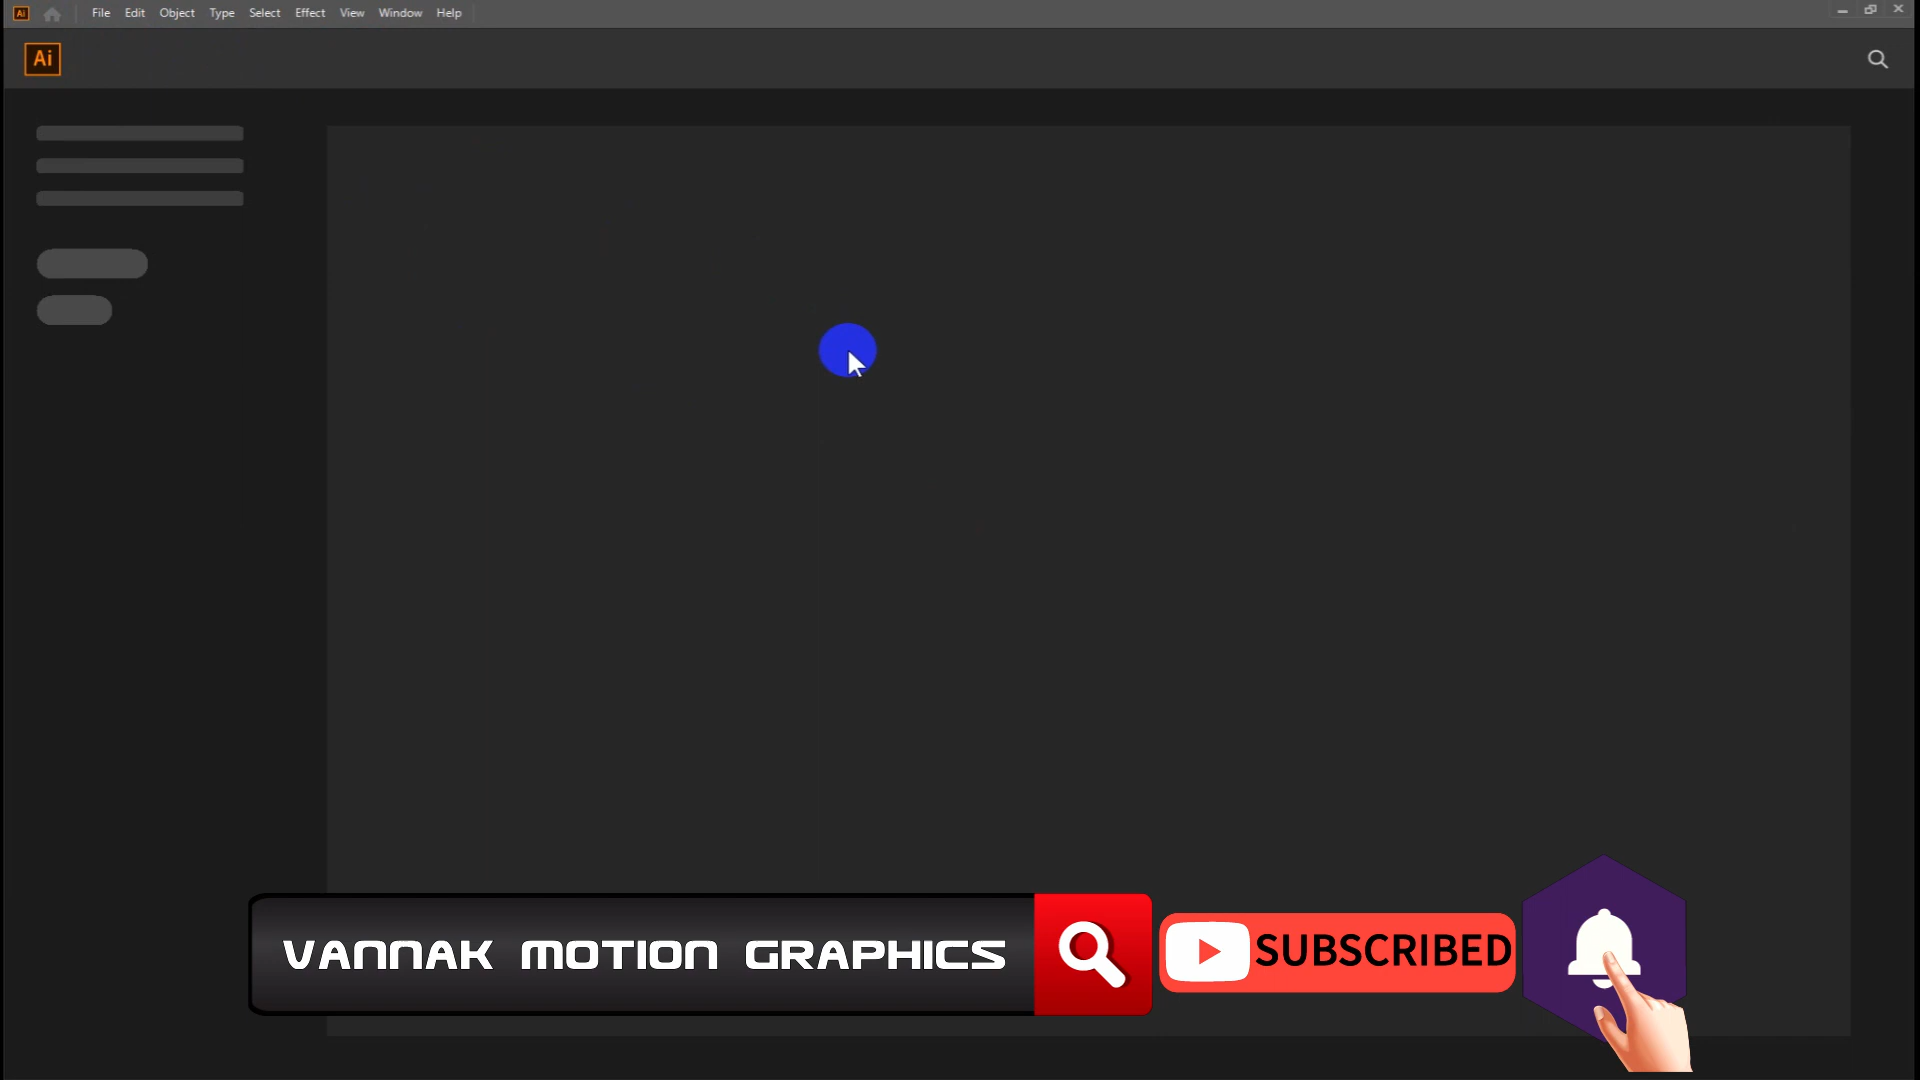 Ai File Edit Object Type Select Effect View Window Help
Ai
VANNAK MOTION GRAPHICS
SUBSCRIBED